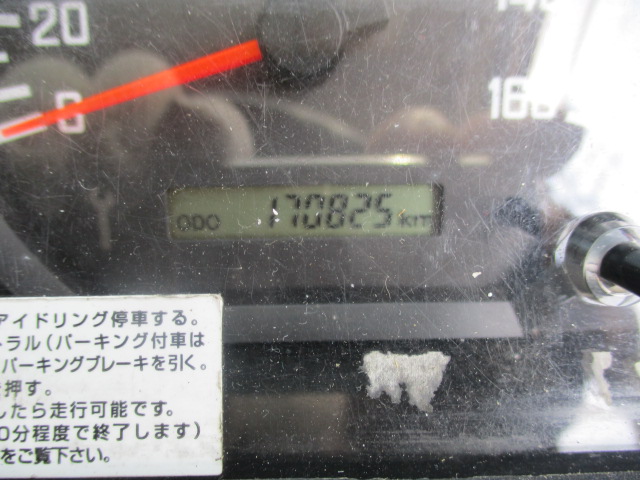 20
0
140
160
ODO 170825 km
アイドリング停車する。
トラル(パーキング付車は
パーキングブレーキを引く。
押す。
したら走行可能です。
0分程度で終了します)
をご覧下さい。